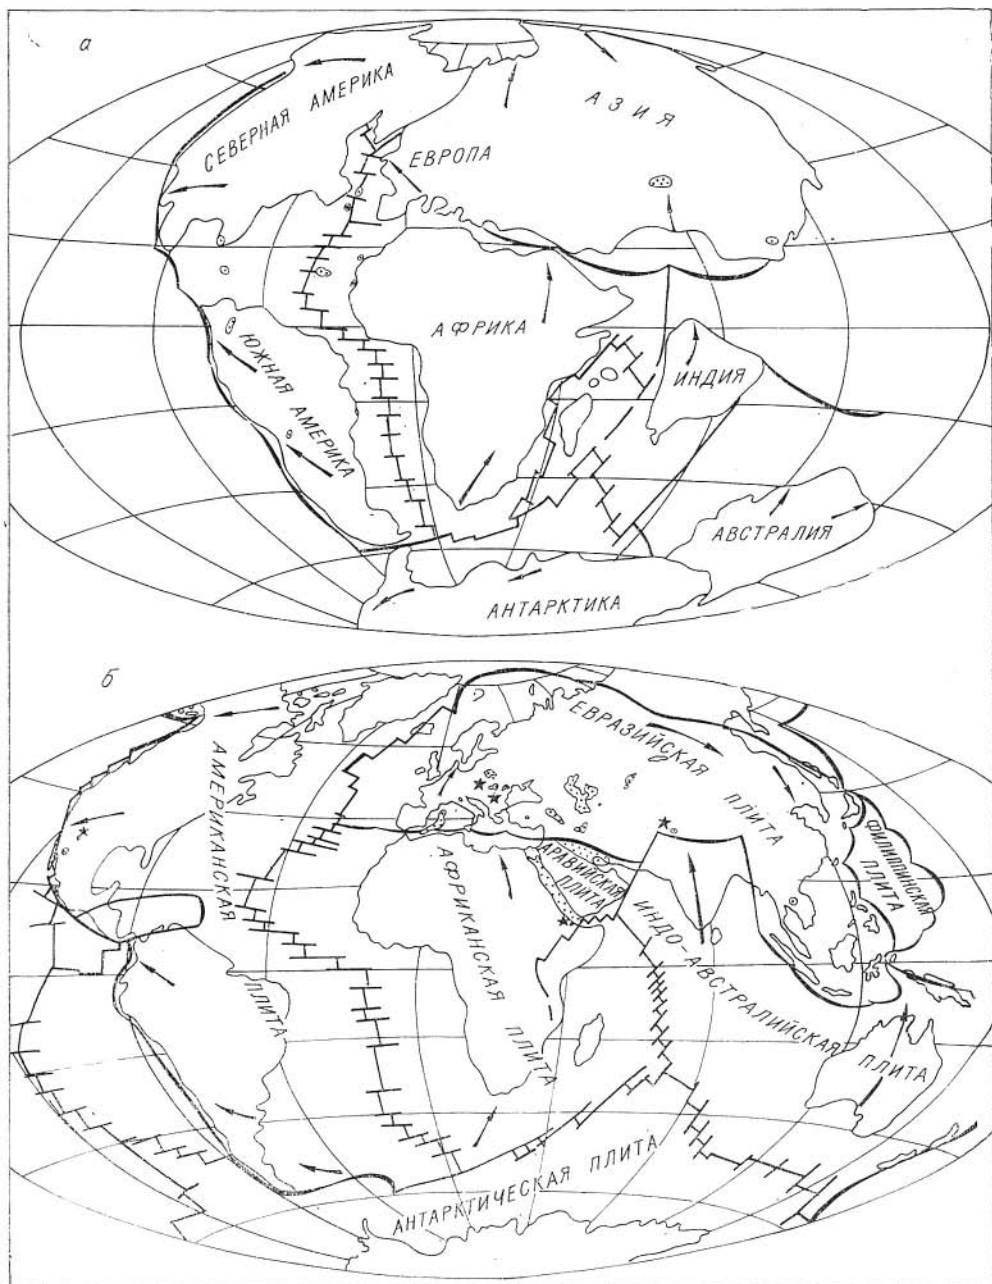 а
СЕВЕРНАЯ АМЕРИКА
АЗИЯ
ЕВРОПА
АФРИКА
ЮЖНАЯ АМЕРИКА
ИНДИЯ
АВСТРАЛИЯ
АНТАРКТИКА
б
ЕВРАЗИЙСКАЯ ПЛИТА
АМЕРИКАНСКАЯ ПЛИТА
ФИЛИППИНСКАЯ ПЛИТА
АРАВИЙСКАЯ ПЛИТА
АФРИКАНСКАЯ ПЛИТА
ИНДО-АВСТРАЛИЙСКАЯ ПЛИТА
АНТАРКТИЧЕСКАЯ ПЛИТА